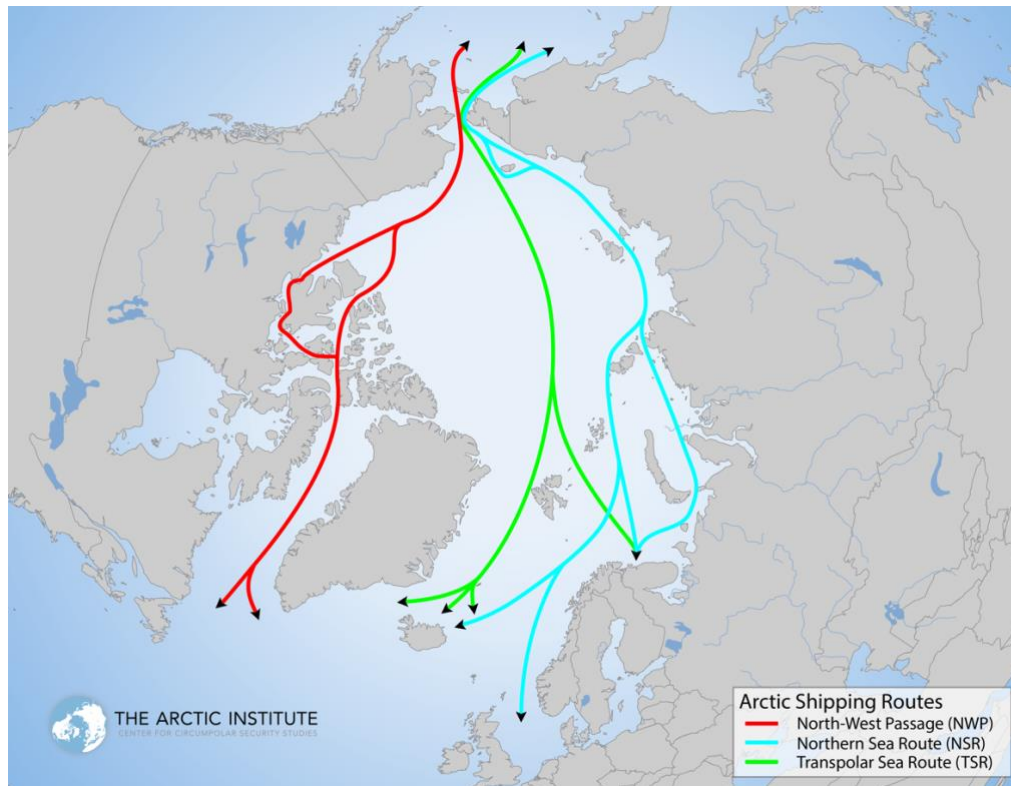 THE ARCTIC INSTITUTE
CENTER FOR CIRCUMPOLAR SECURITY STUDIES
Arctic Shipping Routes
North-West Passage (NWP)
Northern Sea Route (NSR)
Transpolar Sea Route (TSR)